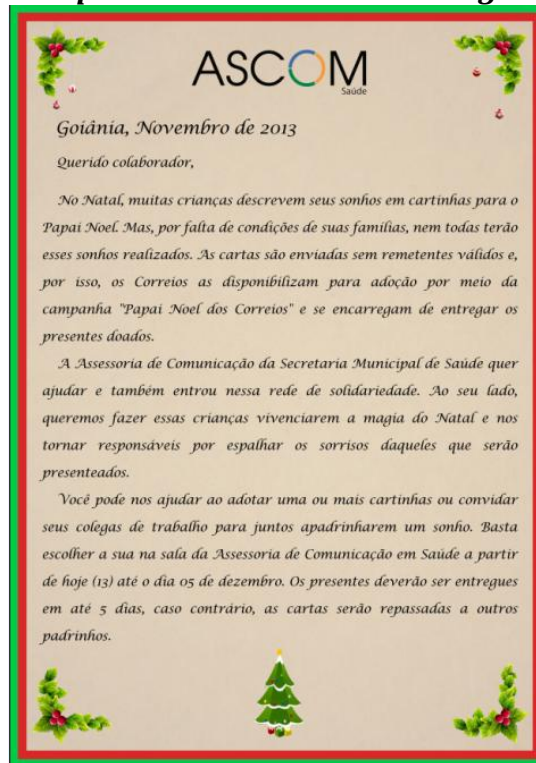 ASCOM
Saúde
Goiânia, Novembro de 2013
Querido colaborador,
No Natal, muitas crianças descrevem seus sonhos em cartinhas para o
Papai Noel. Mas, por falta de condições de suas famílias, nem todas terão
esses sonhos realizados. As cartas são enviadas sem remetentes válidos e,
por isso, os Correios as disponibilizam para adoção por meio da
campanha "Papai Noel dos Correios" e se encarregam de entregar os
presentes doados.
A Assessoria de Comunicação da Secretaria Municipal de Saúde quer
ajudar e também entrou nessa rede de solidariedade. Ao seu lado,
queremos fazer essas crianças vivenciarem a magia do Natal e nos
tornar responsáveis por espalhar os sorrisos daqueles que serão
presenteados.
Você pode nos ajudar ao adotar uma ou mais cartinhas ou convidar
seus colegas de trabalho para juntos apadrinharem um sonho. Basta
escolher a sua na sala da Assessoria de Comunicação em Saúde a partir
de hoje (13) até o dia 05 de dezembro. Os presentes deverão ser entregues
em até 5 dias, caso contrário, as cartas serão repassadas a outros
padrinhos.